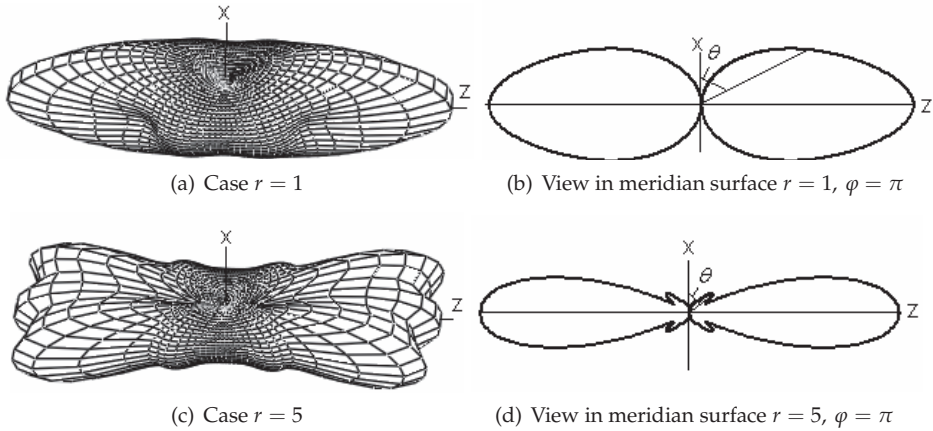 X
Z
(a) Case r = 1
X
θ
Z
(b) View in meridian surface r = 1, φ = π
X
Z
(c) Case r = 5
X
θ
Z
(d) View in meridian surface r = 5, φ = π